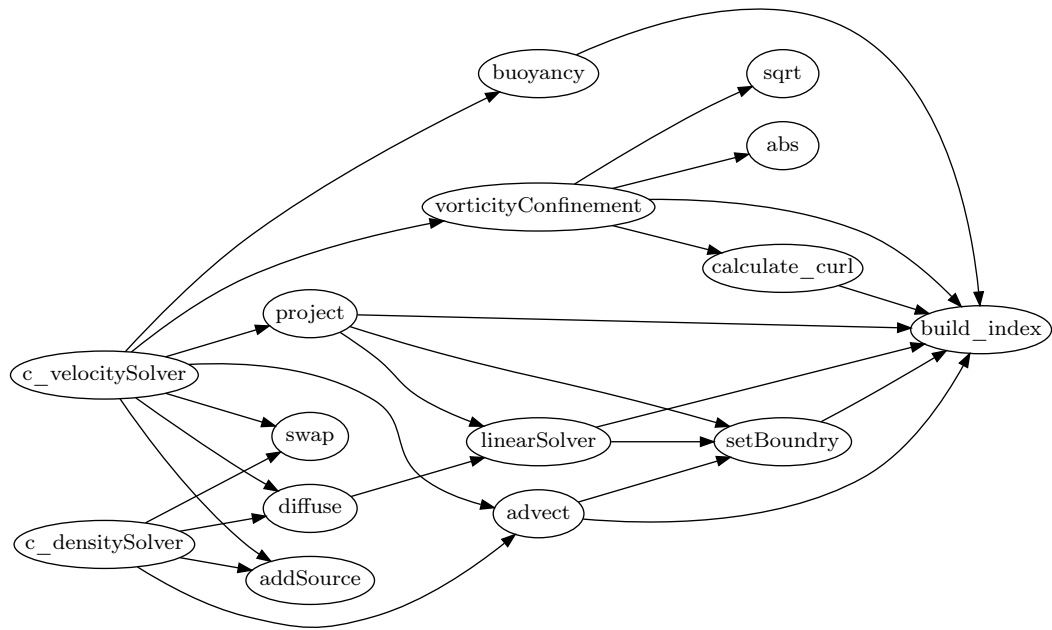 buoyancy
sqrt
abs
vorticityConfinement
calculate_curl
project
build_index
c_velocitySolver
swap
linearSolver
setBoundry
diffuse
advect
c_densitySolver
addSource